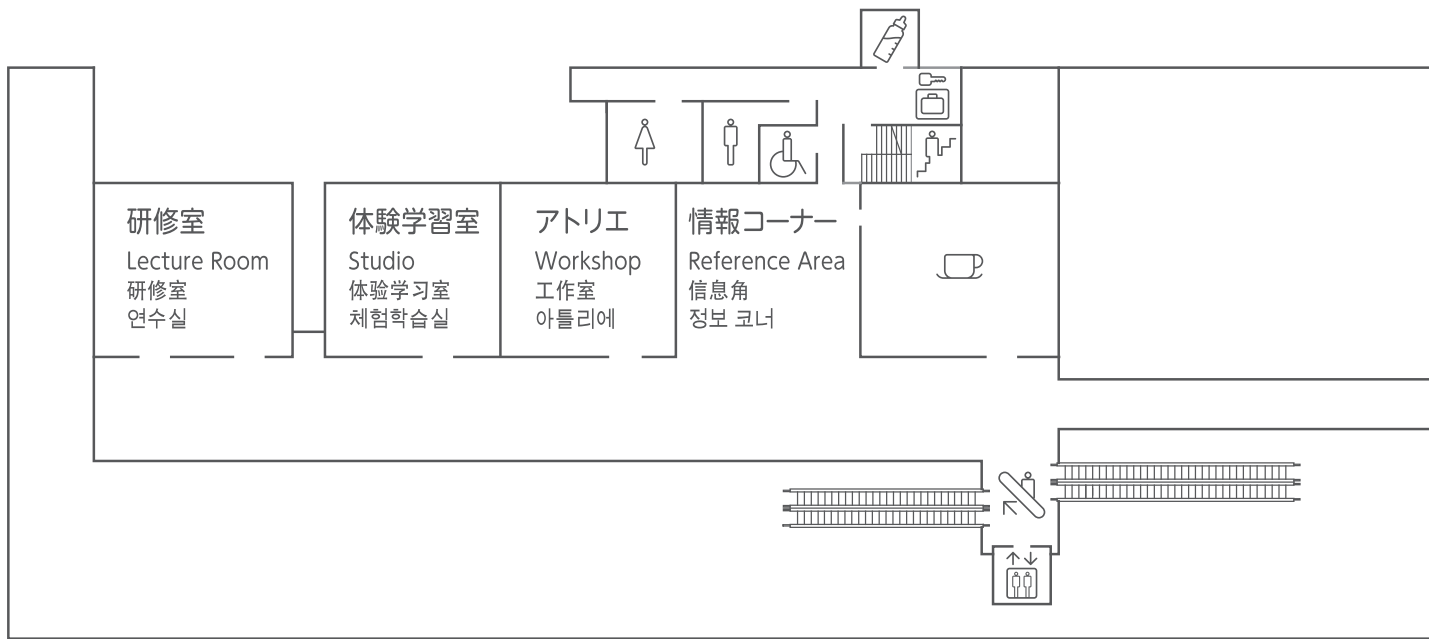 研修室
Lecture Room
研修室
연수실
体験学習室
Studio
体验学习室
체험학습실
アトリエ
Workshop
工作室
아틀리에
情報コーナー
Reference Area
信息角
정보 코너